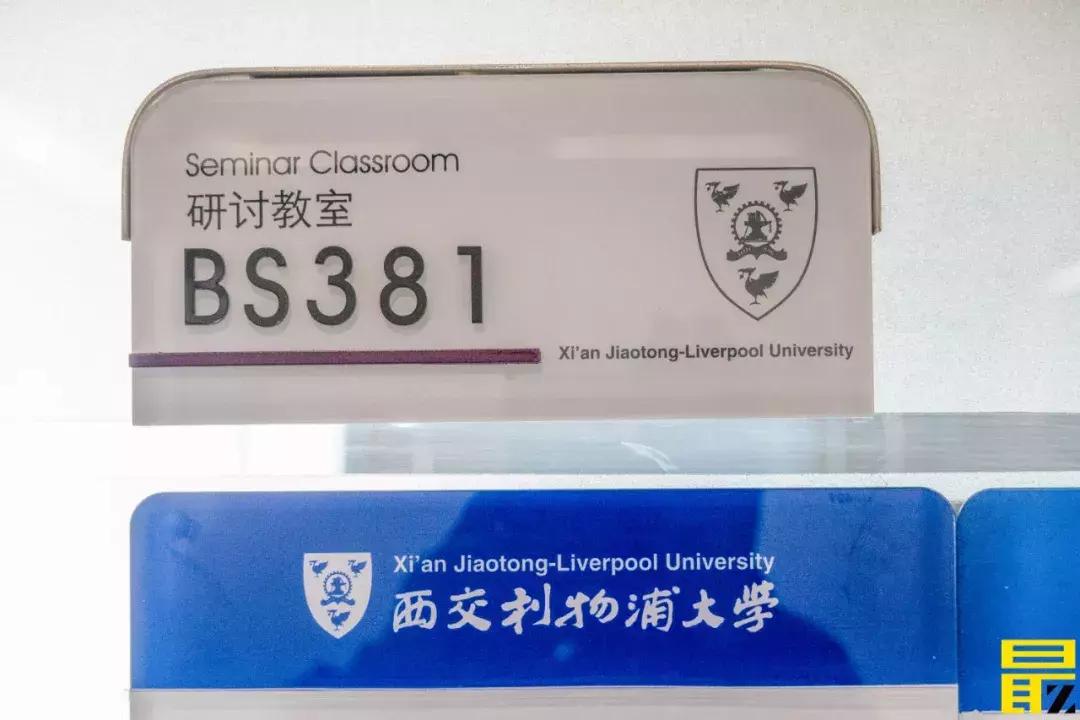 Seminar Classroom
研讨教室
BS381
Xi'an Jiaotong-Liverpool University
Xi'an Jiaotong-Liverpool University
西交利物浦大学
最